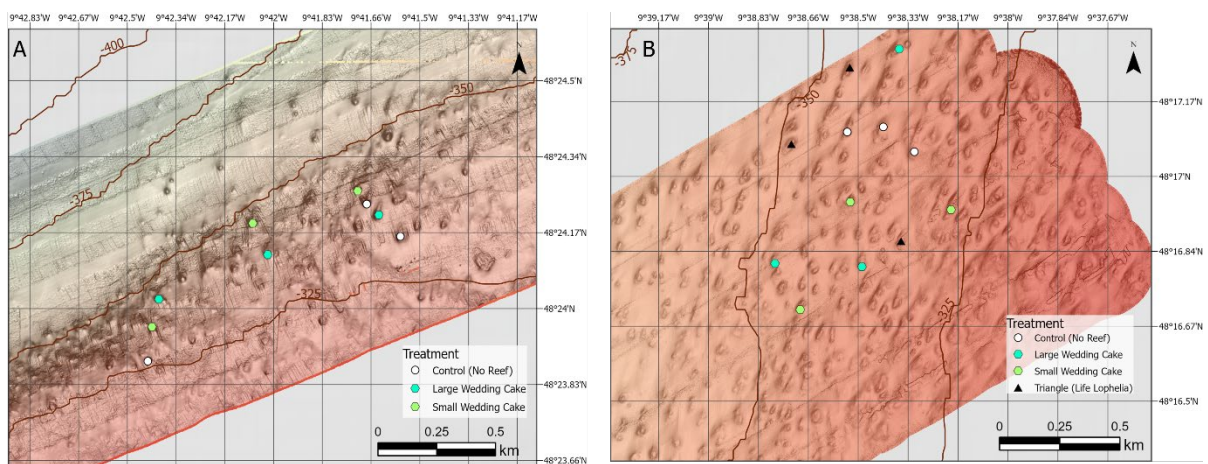 9°42.83'W 9°42.5'W 9°42.34'W 9°42.17'W 9°42'W 9°41.83'W 9°41.66'W 9°41.5'W 9°41.34'W 9°41.17'W
A
-400
-350
-375
-325
48°24.5'N
48°24.34'N
48°24.17'N
48°24'N
48°23.83'N
48°23.66'N
N
Treatment
Control (No Reef)
Large Wedding Cake
Small Wedding Cake
0 0.5
km
9°39.17'W 9°39'W 9°38.83'W 9°38.66'W 9°38.5'W 9°38.33'W 9°38.17'W 9°38'W 9°37.84'W 9°37.67'W
B
-375
-350
-325
48°17.17'N
48°17'N
48°16.84'N
48°16.67'N
48°16.5'N
N
Treatment
Control (No Reef)
Large Wedding Cake
Small Wedding Cake
Triangle (Life Lophelia)
0 0.25 0.5
km